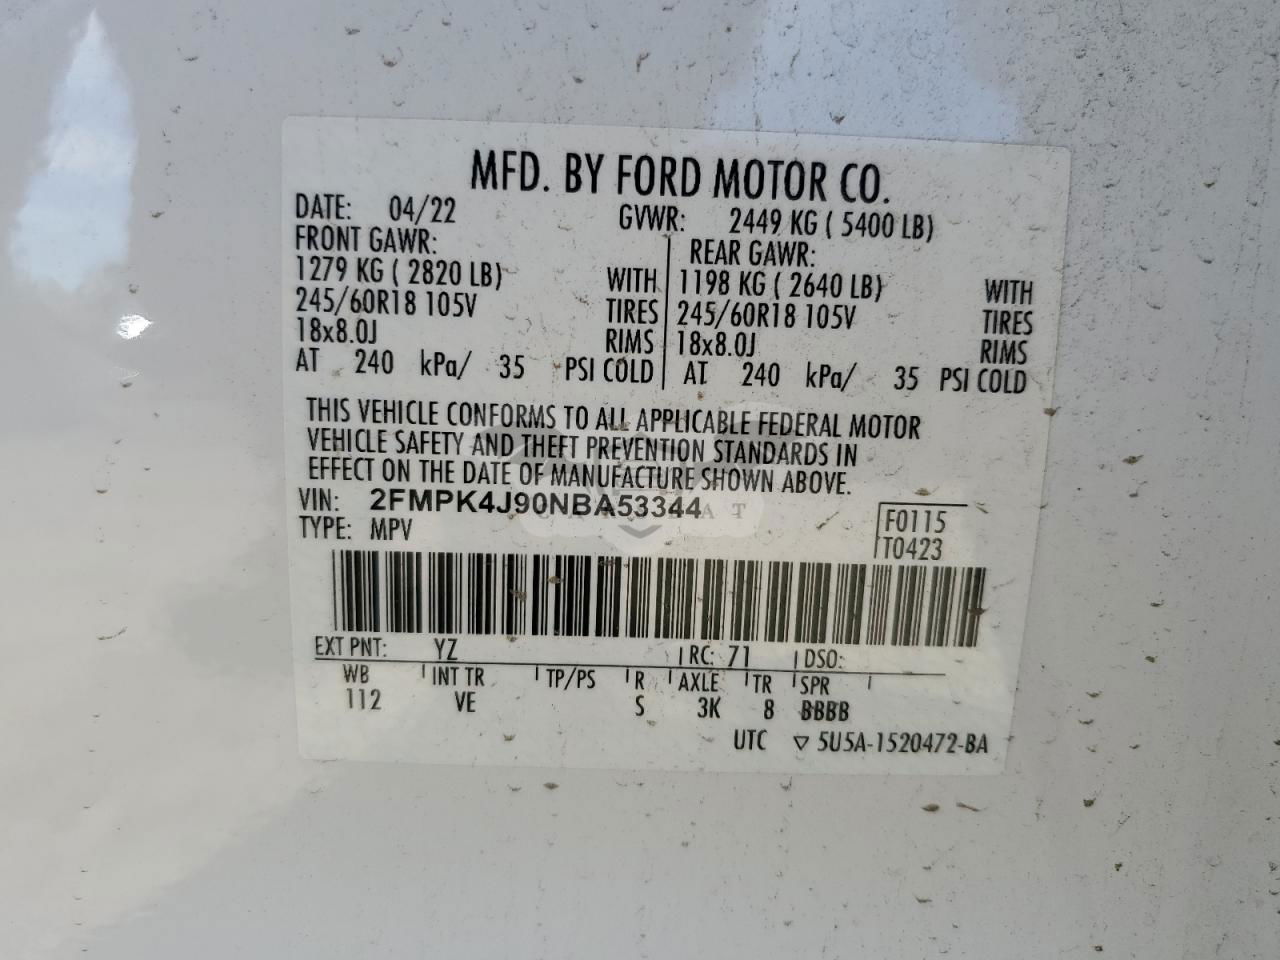 MFD. BY FORD MOTOR CO.
DATE: 04/22 GVWR: 2449 KG ( 5400 LB)
FRONT GAWR: REAR GAWR:
1279 KG ( 2820 LB) WITH 1198 KG ( 2640 LB) WITH
245/60R18 105V TIRES 245/60R18 105V TIRES
18x8.0J RIMS 18x8.0J RIMS
AT 240 kPa/ 35 PSI COLD AT 240 kPa/ 35 PSI COLD
THIS VEHICLE CONFORMS TO ALL APPLICABLE FEDERAL MOTOR
VEHICLE SAFETY AND THEFT PREVENTION STANDARDS IN
EFFECT ON THE DATE OF MANUFACTURE SHOWN ABOVE.
VIN: 2FMPK4J90NBA53344
TYPE: MPV
F0115
T0423
EXT PNT: YZ RC: 71 DSO:
WB INT TR TP/PS R AXLE TR SPR
112 VE S 3K 8 BBBB
UTC ▽ 5U5A-1520472-BA